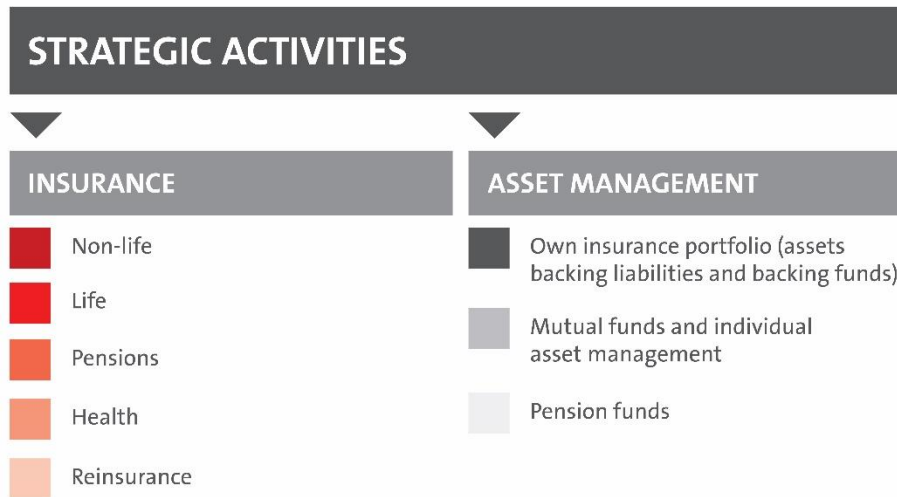 STRATEGIC ACTIVITIES
INSURANCE
Non-life
Life
Pensions
Health
Reinsurance
ASSET MANAGEMENT
Own insurance portfolio (assets
backing liabilities and backing funds)
Mutual funds and individual
asset management
Pension funds